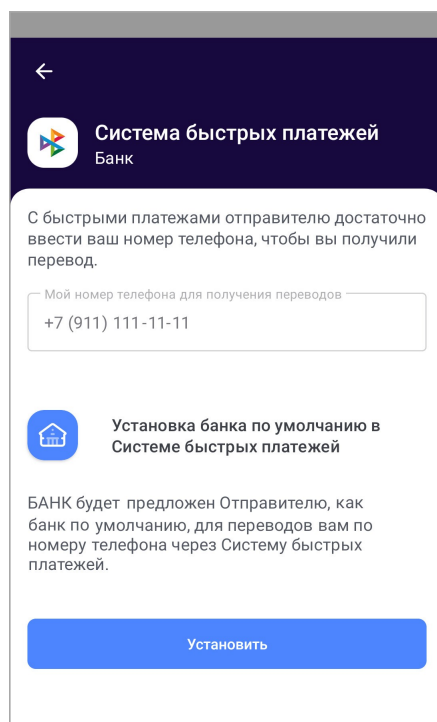 Система быстрых платежей
Банк
С быстрыми платежами отправителю достаточно
ввести ваш номер телефона, чтобы вы получили
перевод.
Мой номер телефона для получения переводов
+7 (911) 111-11-11
Установка банка по умолчанию в
Системе быстрых платежей
БАНК будет предложен Отправителю, как
банк по умолчанию, для переводов вам по
номеру телефона через Систему быстрых
платежей.
Установить